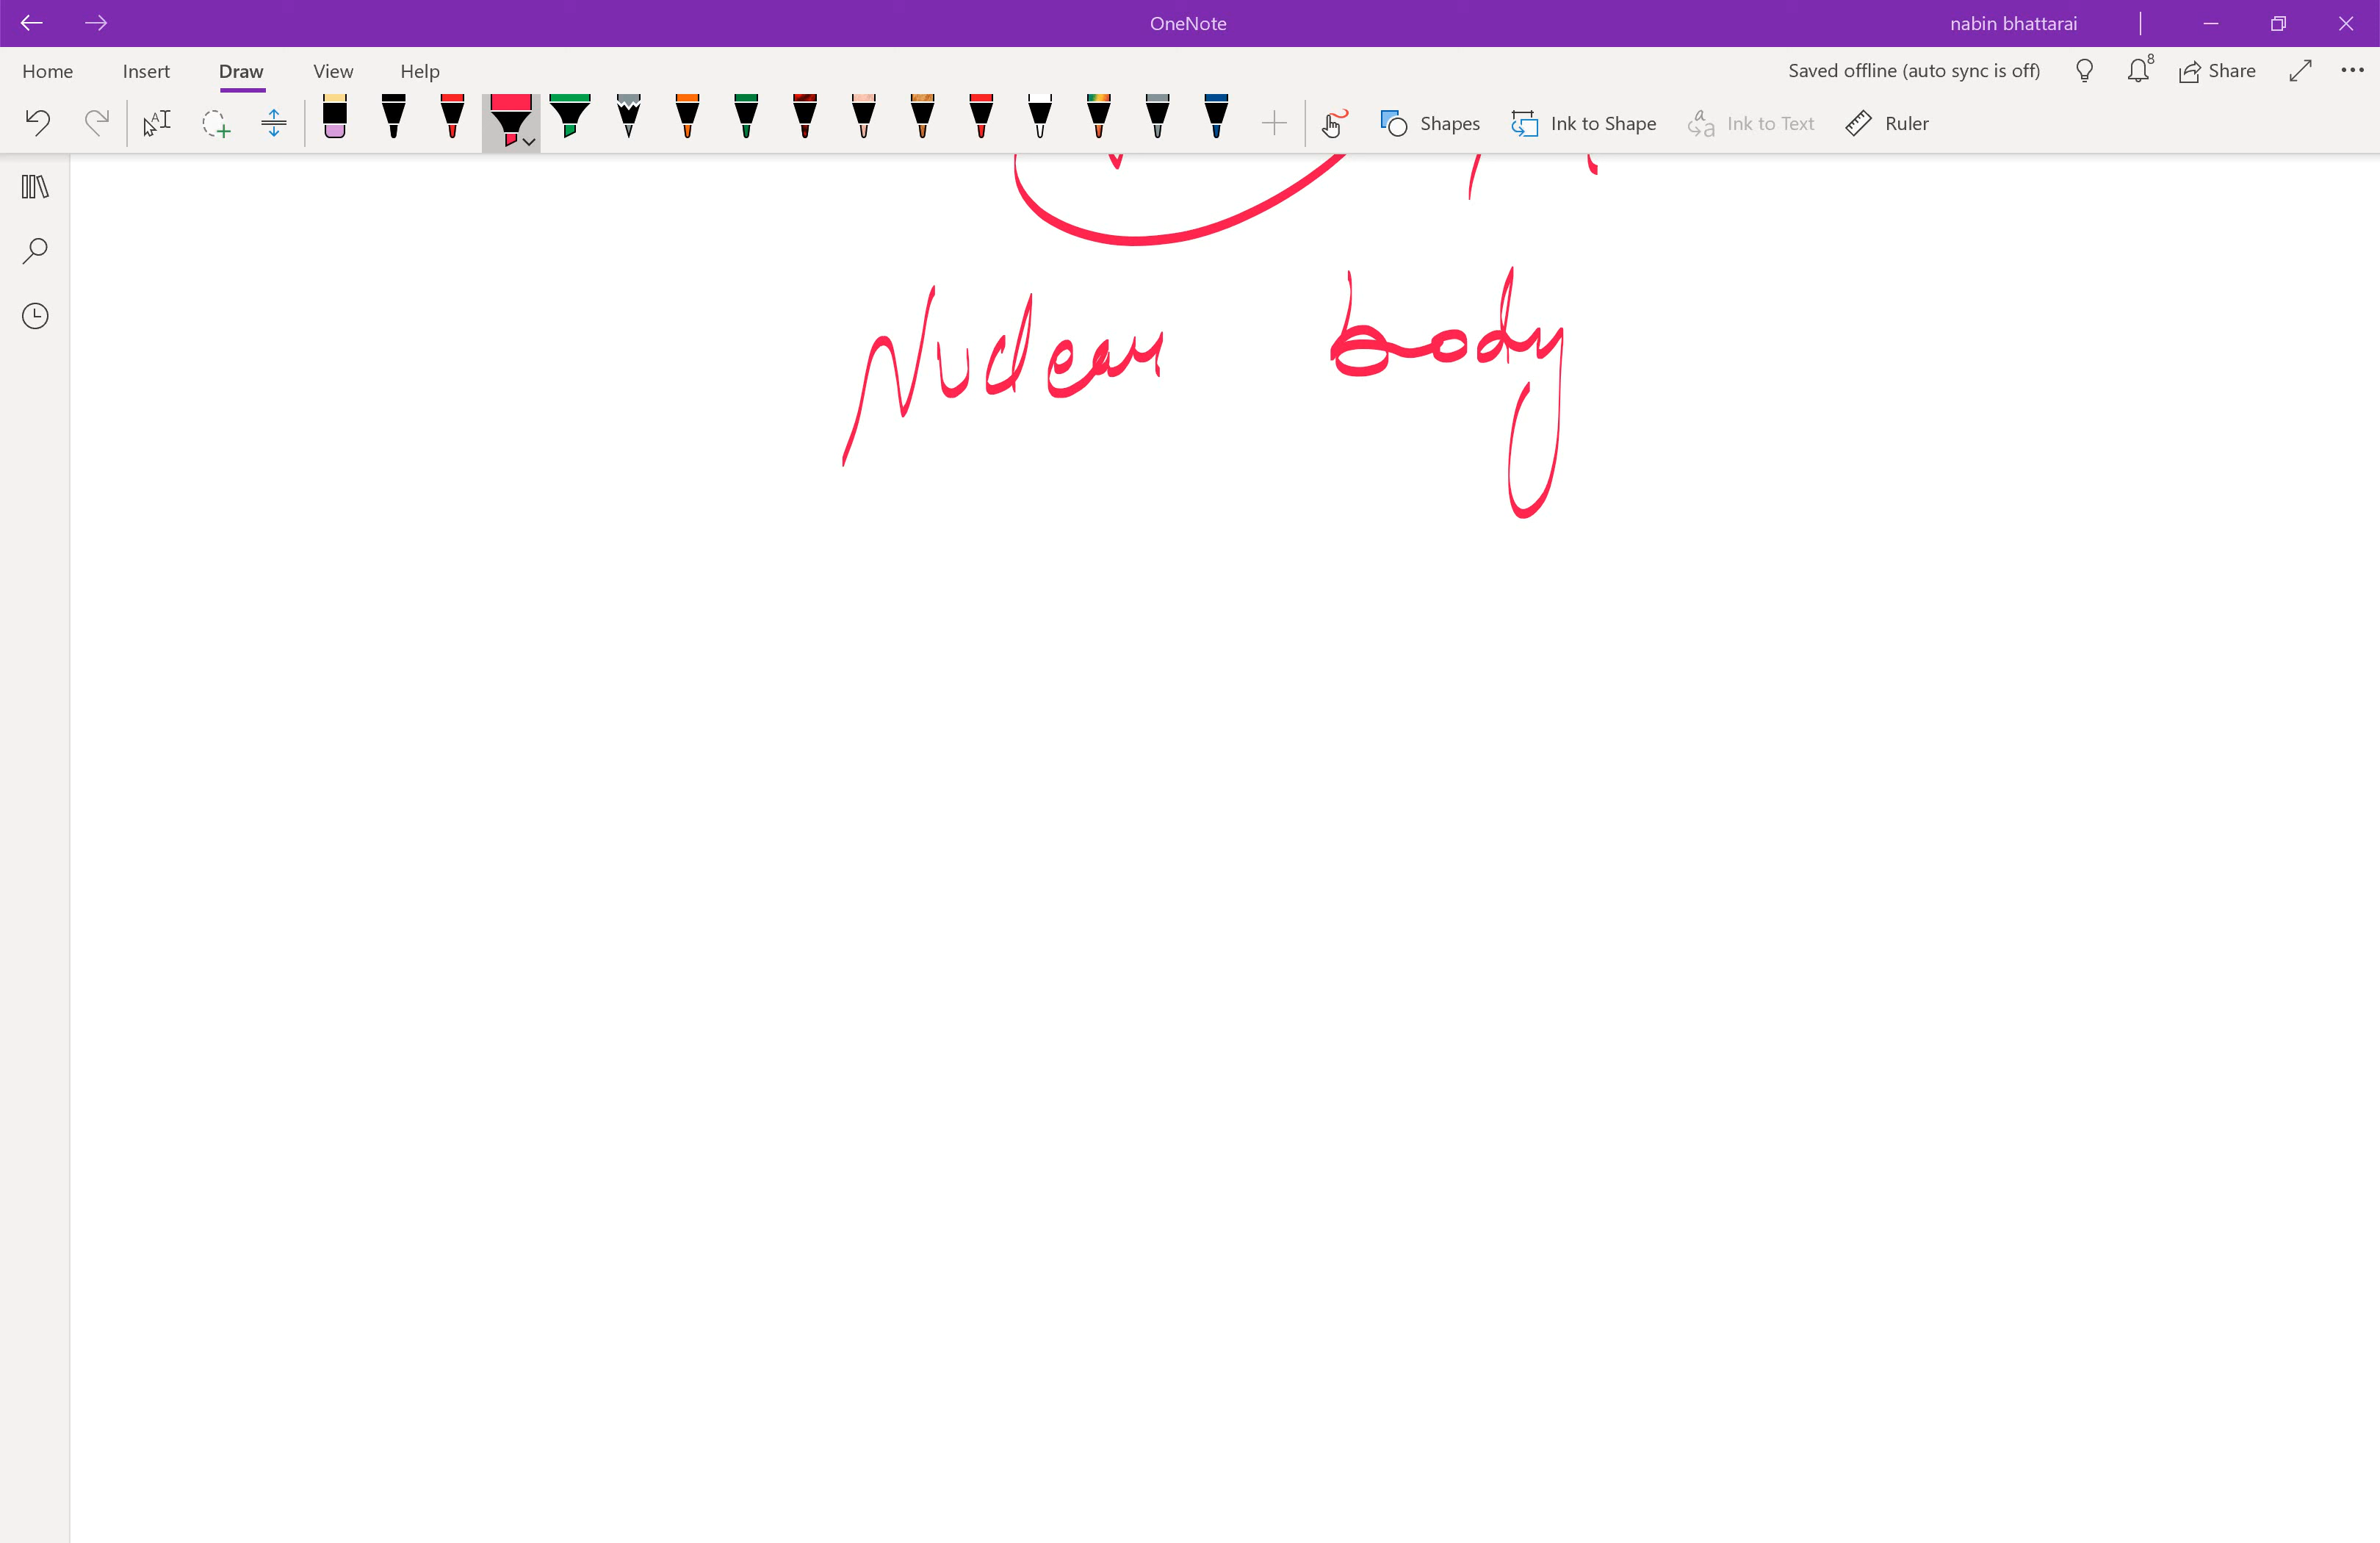 OneNote
nabin bhattarai
Home Insert Draw View Help
Saved offline (auto sync is off)
8
Share
Shapes
Ink to Shape
Ink to Text
Ruler
Nuclear body